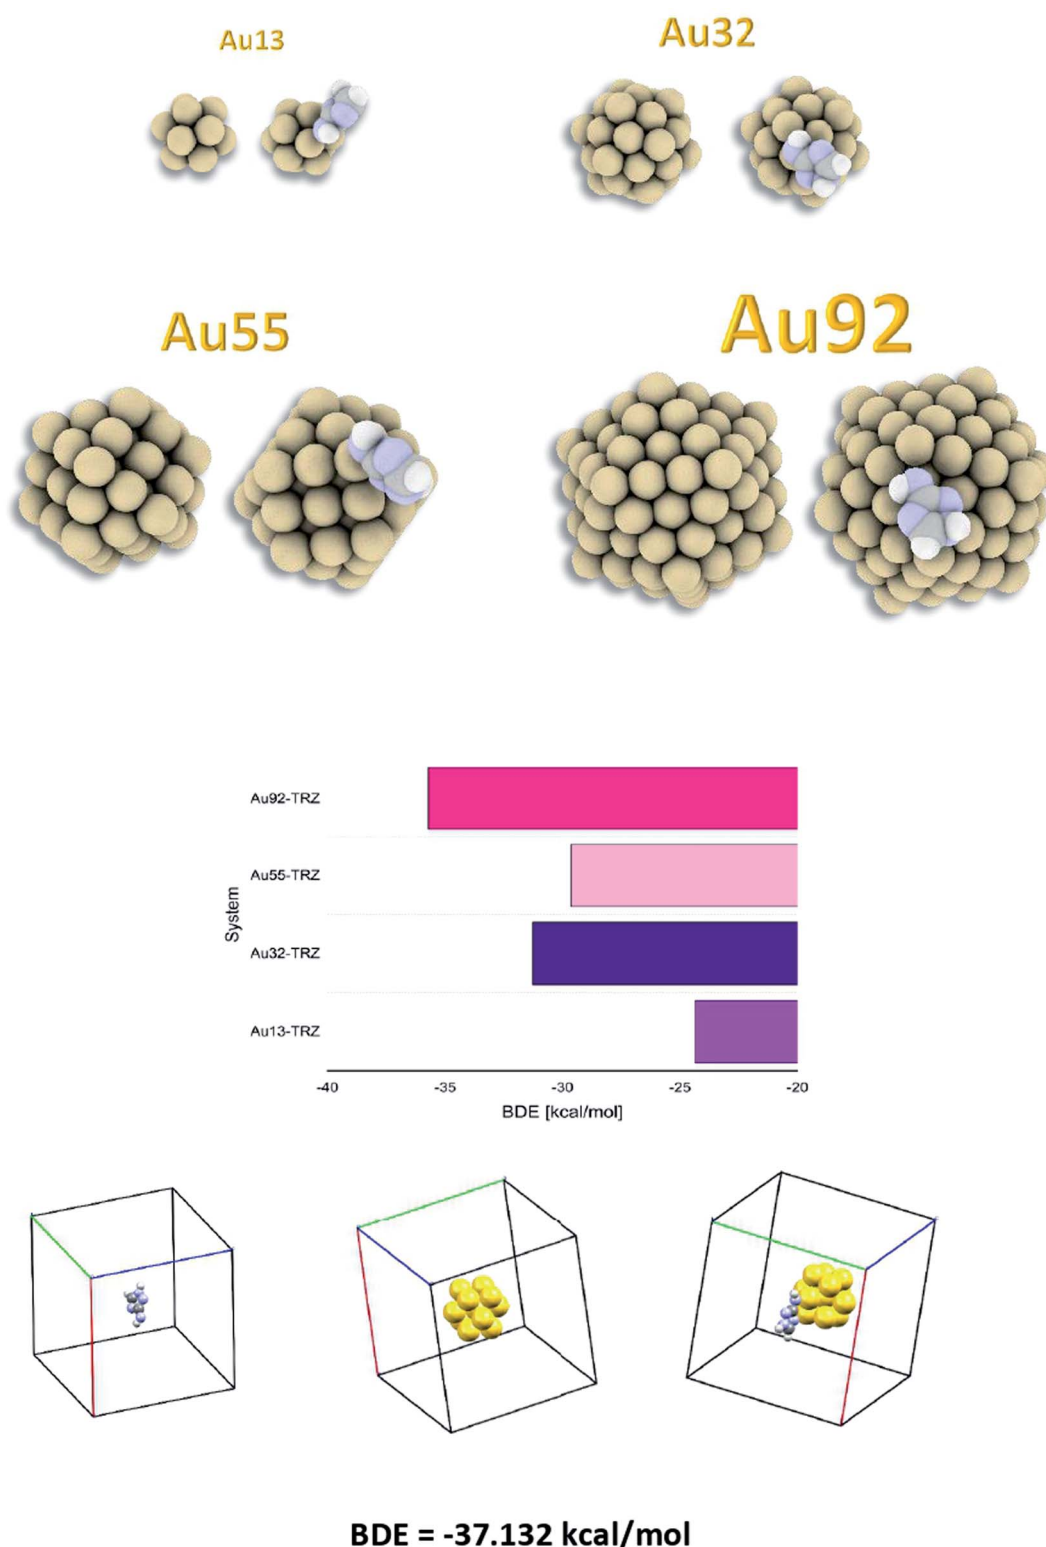 Au13
Au32
Au55
Au92
System
Au92-TRZ
Au55-TRZ
Au32-TRZ
Au13-TRZ
-40 -35 -30 -25 -20
BDE [kcal/mol]
BDE = -37.132 kcal/mol